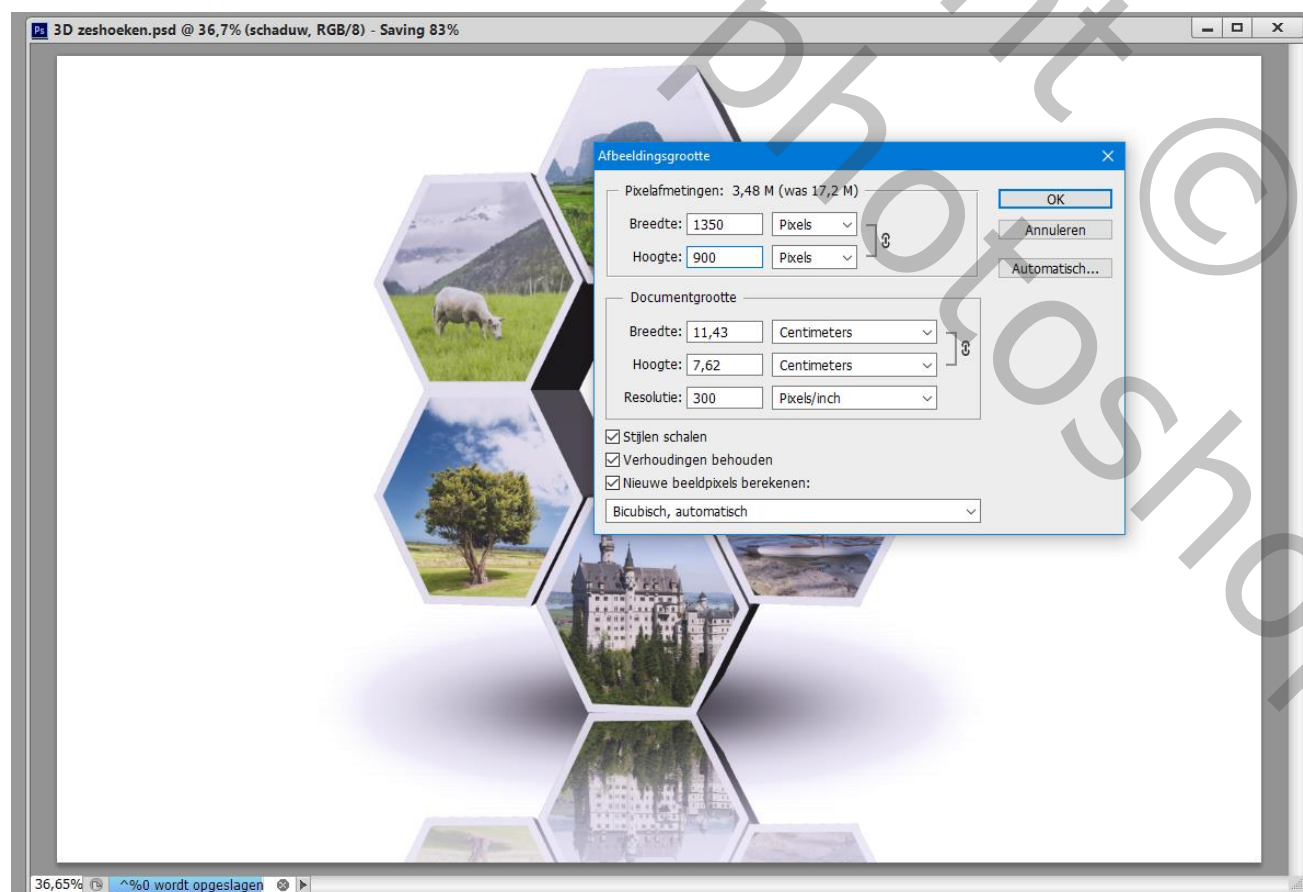 Ps 3D zeshoeken.psd @ 36,7% (schaduw, RGB/8) - Saving 83%
Afbeeldingsgrootte
Pixelafmetingen: 3,48 M (was 17,2 M)
Breedte: 1350 Pixels
Hoogte: 900 Pixels
OK
Annuleren
Automatisch...
Documentgrootte
Breedte: 11,43 Centimeters
Hoogte: 7,62 Centimeters
Resolutie: 300 Pixels/inch
Stijlen schalen
Verhoudingen behouden
Nieuwe beeldpixels berekenen:
Bicubisch, automatisch
36,65% ^%0 wordt opgeslagen
©